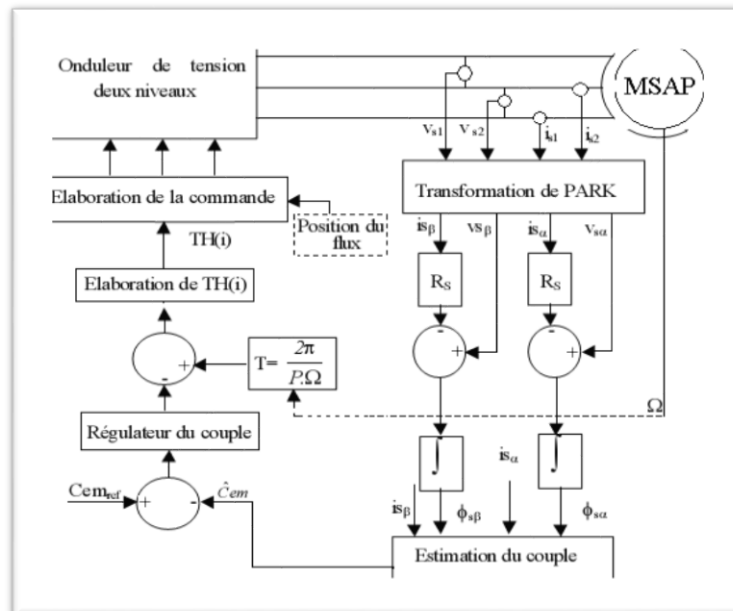 Onduleur de tension
deux niveaux
MSAP
Vs1
Vs2
is1
is2
Elaboration de la commande
Transformation de PARK
Position du
flux
TH(i)
isβ
vsβ
isα
Vsα
Elaboration de TH(i)
Rs
Rs
-
+
-
+
+
-
T= 2π
P.Ω
Ω
Régulateur du couple
∫
∫
isα
Cem ref
+
-
Ĉem
isβ
ϕsβ
ϕsα
Estimation du couple